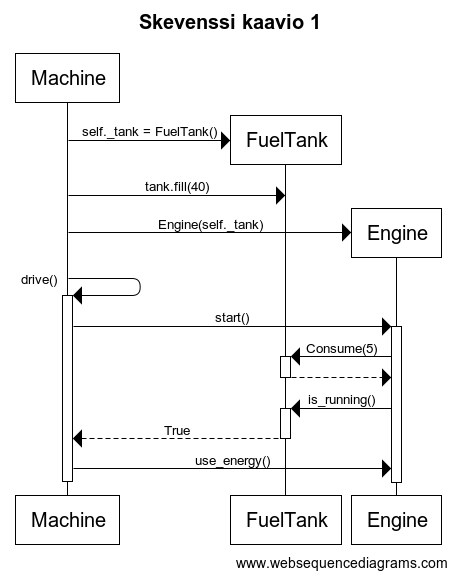 Skevenssi kaavio 1
Machine
self._tank = FuelTank()
FuelTank
tank.fill(40)
Engine(self._tank)
Engine
drive()
start()
Consume(5)
is_running()
True
use_energy()
Machine
FuelTank
Engine
www.websequencediagrams.com